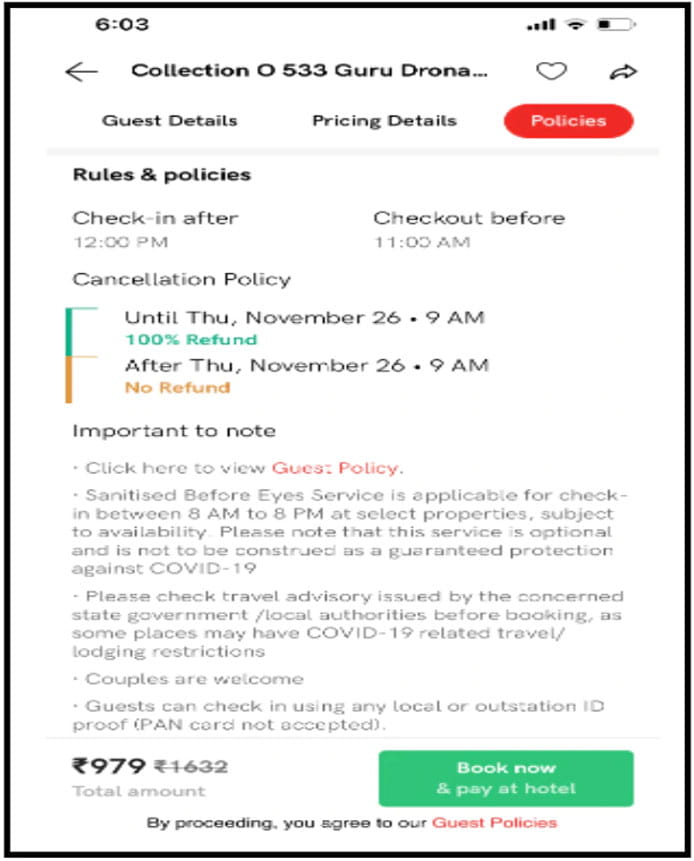 6:03
Collection O 533 Guru Drona...
Guest Details Pricing Details Policies
Rules & policies
Check-in after Checkout before
12:00 PM 11:00 AM
Cancellation Policy
Until Thu, November 26 • 9 AM
100% Refund
After Thu, November 26 • 9 AM
No Refund
Important to note
· Click here to view Guest Policy.
· Sanitised Before Eyes Service is applicable for check-
in between 8 AM to 8 PM at select properties, subject
to availability. Please note that this service is optional
and is not to be construed as a guaranteed protection
against COVID-19
· Please check travel advisory issued by the concerned
state government /local authorities before booking, as
some places may have COVID-19 related travel/
lodging restrictions
· Couples are welcome
· Guests can check in using any local or outstation ID
proof (PAN card not accepted).
₹979 ₹1632
Total amount
Book now
& pay at hotel
By proceeding, you agree to our Guest Policies